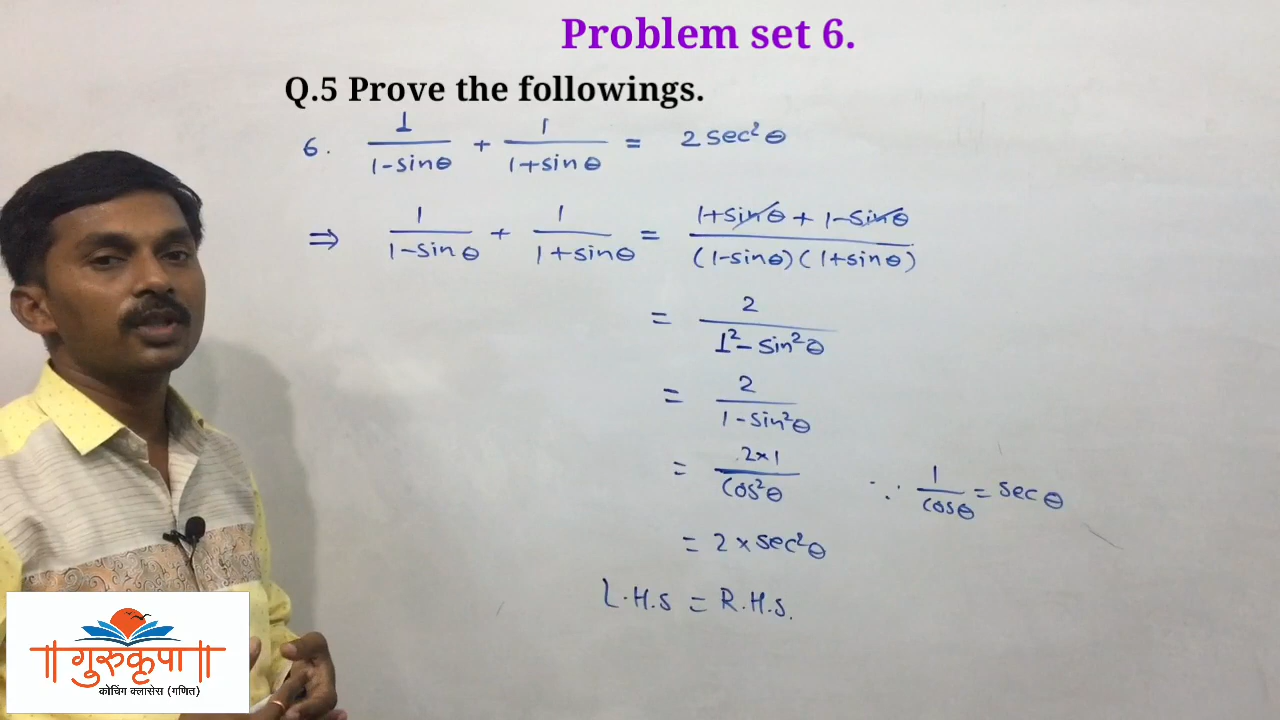 Problem set 6.
Q.5 Prove the followings.
6. 1/(1-sinθ) + 1/(1+sinθ) = 2sec²θ
⇒ 1/(1-sinθ) + 1/(1+sinθ) = (1+sinθ + 1-sinθ)/((1-sinθ)(1+sinθ))
= 2/(1²-sin²θ)
= 2/(1-sin²θ)
= 2×1/cos²θ ∵ 1/cosθ = secθ
= 2×sec²θ
L.H.S = R.H.S.
॥ गुरुकृपा ॥
कोचिंग क्लासेस (गणित)